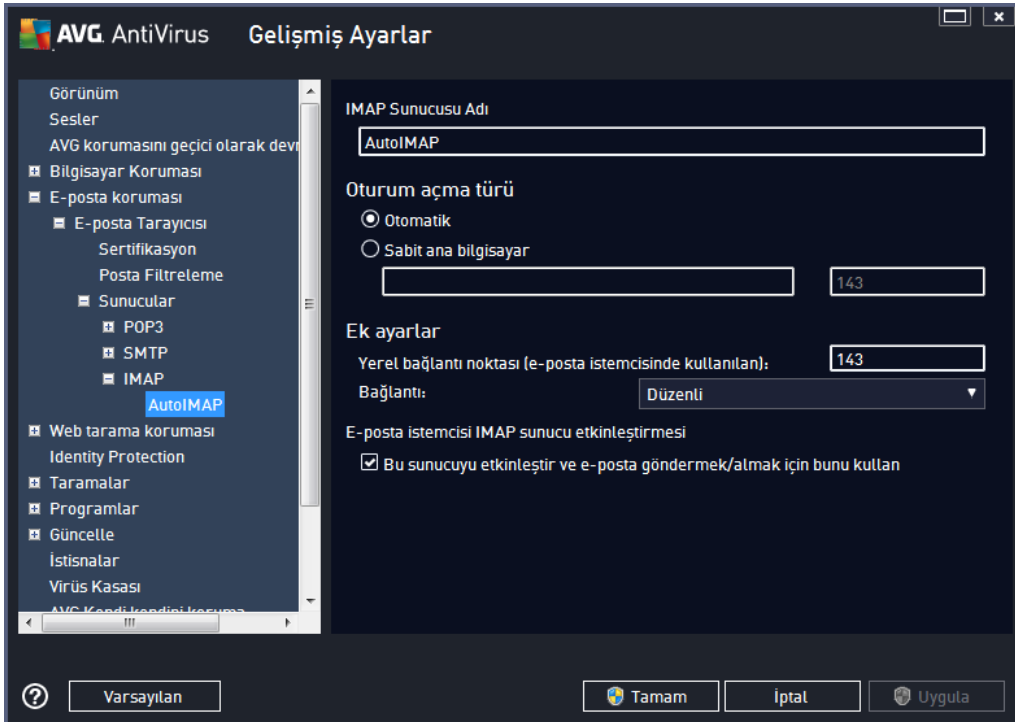 AVG AntiVirus Gelişmiş Ayarlar
Görünüm
Sesler
AVG korumasını geçici olarak devr
Bilgisayar Koruması
E-posta koruması
E-posta Tarayıcısı
Sertifikasyon
Posta Filtreleme
Sunucular
POP3
SMTP
IMAP
AutoIMAP
Web tarama koruması
Identity Protection
Taramalar
Programlar
Güncelle
İstisnalar
Virüs Kasası
AVG Kendi kendini koruma
IMAP Sunucusu Adı
AutoIMAP
Oturum açma türü
Otomatik
Sabit ana bilgisayar
143
Ek ayarlar
Yerel bağlantı noktası (e-posta istemcisinde kullanılan): 143
Bağlantı: Düzenli
E-posta istemcisi IMAP sunucu etkinleştirmesi
Bu sunucuyu etkinleştir ve e-posta göndermek/almak için bunu kullan
Varsayılan Tamam İptal Uygula